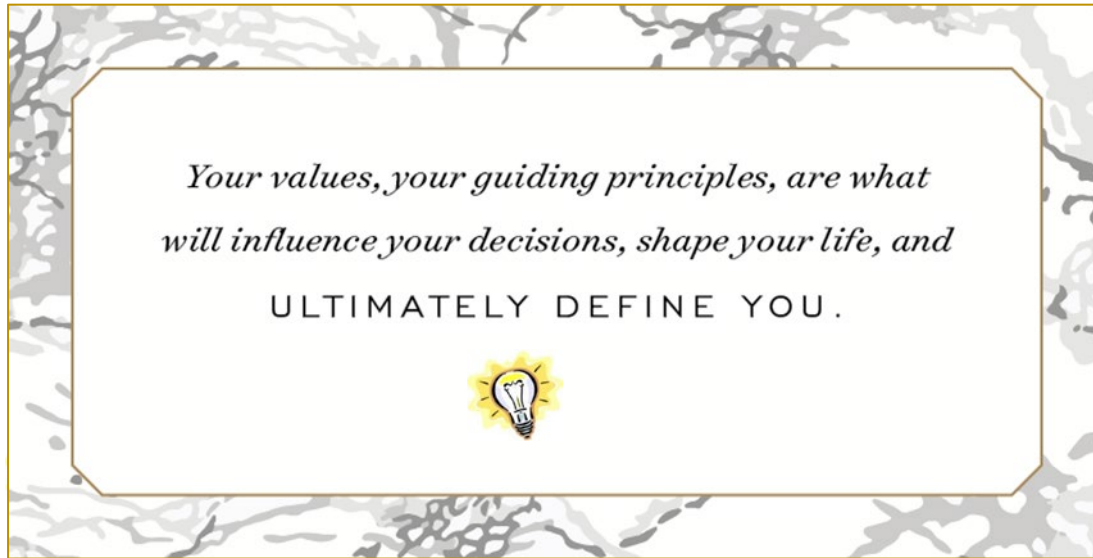 Your values, your guiding principles, are what
will influence your decisions, shape your life, and
ULTIMATELY DEFINE YOU.